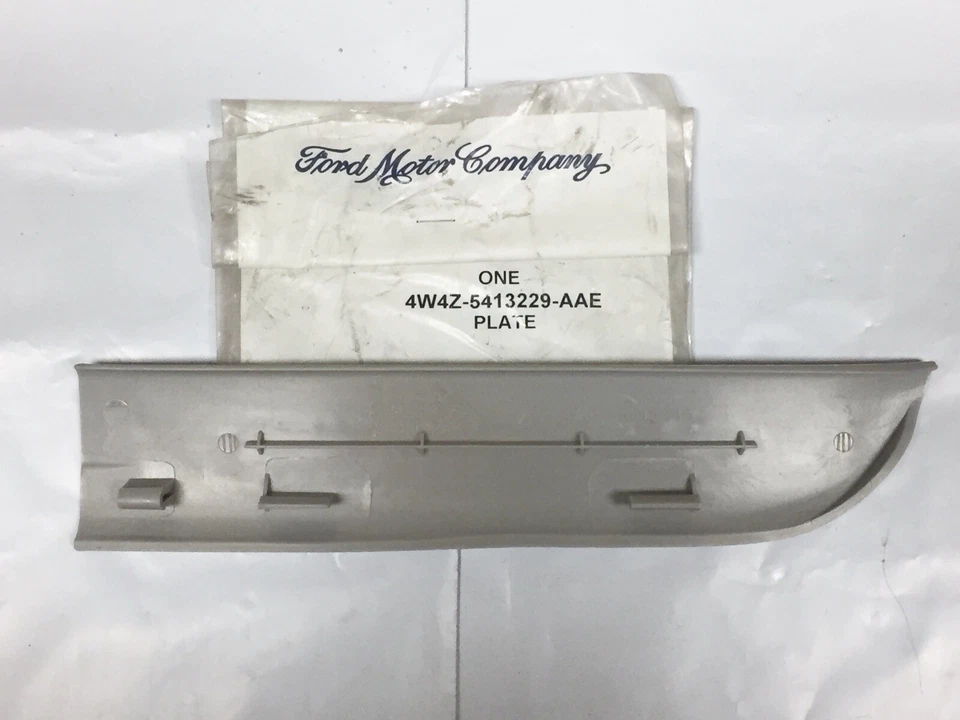 Ford Motor Company
ONE
4W4Z-5413229-AAE
PLATE